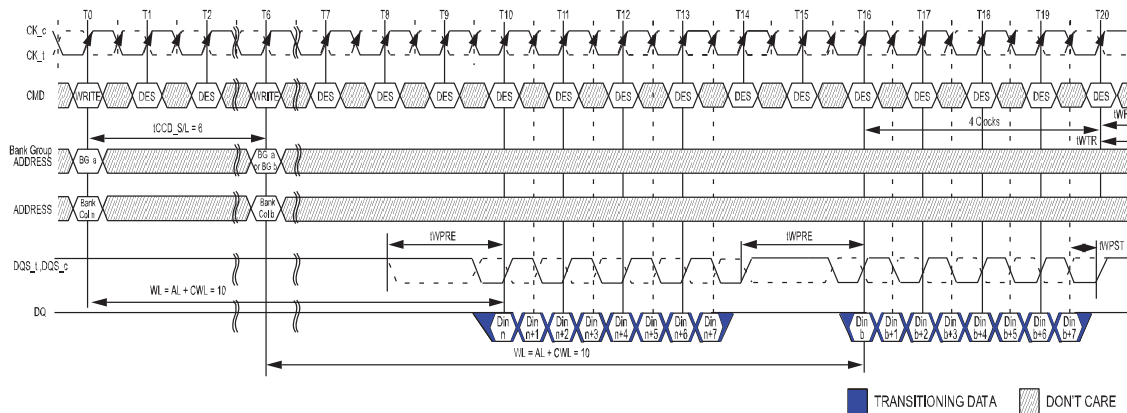 T0 T1 T2 T6 T7 T8 T9 T10 T11 T12 T13 T14 T15 T16 T17 T18 T19 T20
CK_c
CK_t
CMD WRITE DES DES WRITE DES DES DES DES DES DES DES DES DES DES DES DES DES
tWR
tCCD_S/L = 6
4 Clocks
tWTR
Bank Group
ADDRESS
BG a
BG a
or BG b
ADDRESS
Bank
Col n
Bank
Col b
tWPRE
tWPRE
tWPST
DQS_t ,DQS_c
WL = AL + CWL = 10
DQ
Din
n
Din
n+1
Din
n+2
Din
n+3
Din
n+4
Din
n+5
Din
n+6
Din
n+7
Din
b
Din
b+1
Din
b+2
Din
b+3
Din
b+4
Din
b+5
Din
b+6
Din
b+7
WL = AL + CWL = 10
TRANSITIONING DATA
DON'T CARE